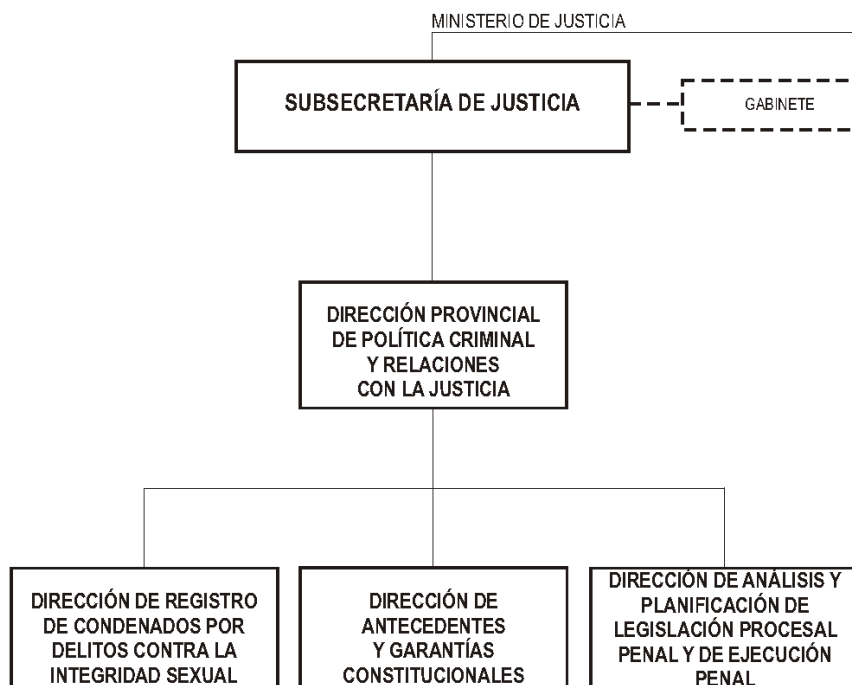 MINISTERIO DE JUSTICIA
SUBSECRETARÍA DE JUSTICIA
GABINETE
DIRECCIÓN PROVINCIAL
DE POLÍTICA CRIMINAL
Y RELACIONES
CON LA JUSTICIA
DIRECCIÓN DE REGISTRO
DE CONDENADOS POR
DELITOS CONTRA LA
INTEGRIDAD SEXUAL
DIRECCIÓN DE
ANTECEDENTES
Y GARANTÍAS
CONSTITUCIONALES
DIRECCIÓN DE ANÁLISIS Y
PLANIFICACIÓN DE
LEGISLACIÓN PROCESAL
PENAL Y DE EJECUCIÓN
PENAL